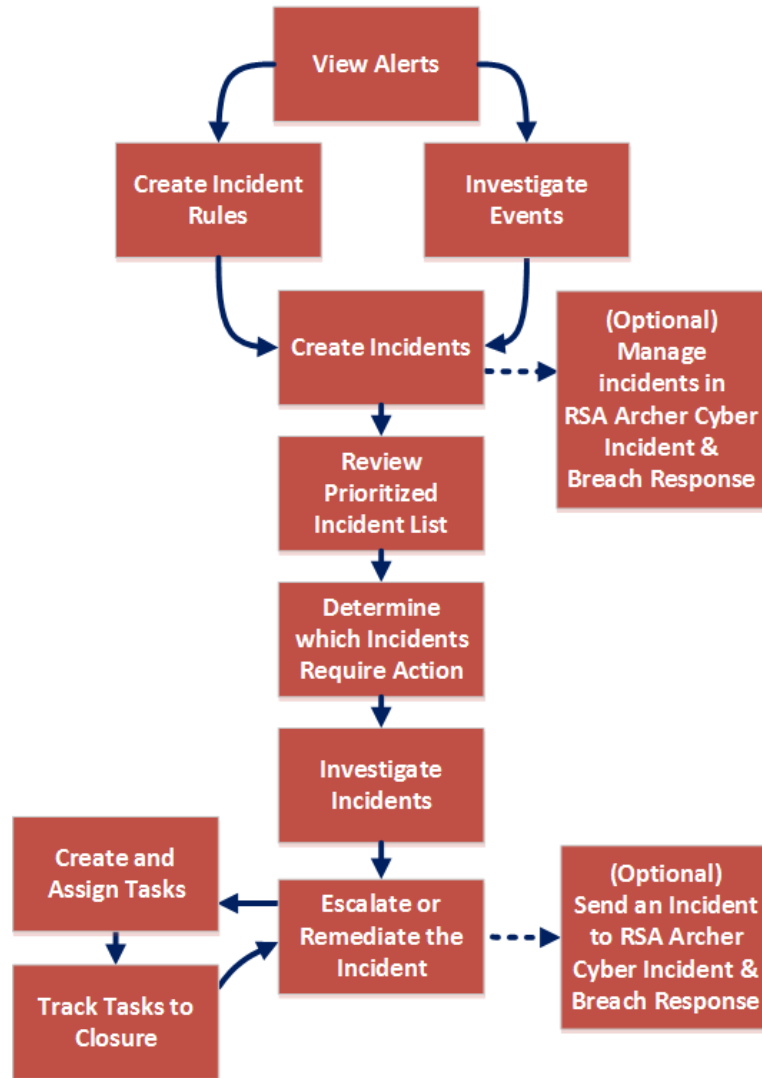 View Alerts
Create Incident
Rules
Investigate
Events
Create Incidents
(Optional)
Manage
incidents in
RSA Archer Cyber
Incident &
Breach Response
Review
Prioritized
Incident List
Determine
which Incidents
Require Action
Investigate
Incidents
Create and
Assign Tasks
Escalate or
Remediate the
Incident
(Optional)
Send an Incident
to RSA Archer
Cyber Incident &
Breach Response
Track Tasks to
Closure